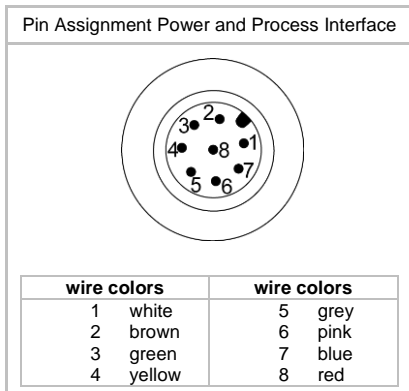 Pin Assignment Power and Process Interface
2
3
1
4
8
7
5
6
wire colors wire colors
1 white 5 grey
2 brown 6 pink
3 green 7 blue
4 yellow 8 red